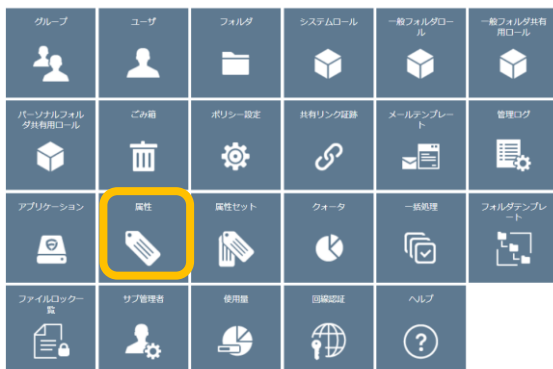 グループ
ユーザ
フォルダ
システムロール
一般フォルダロー
ル
一般フォルダ共有
用ロール
パーソナルフォル
ダ共有用ロール
ごみ箱
ポリシー設定
共有リンク証跡
メールテンプレー
ト
管理ログ
アプリケーション
属性
属性セット
クォータ
一括処理
フォルダテンプレ
ート
ファイルロック一
覧
サブ管理者
使用量
回線認証
ヘルプ